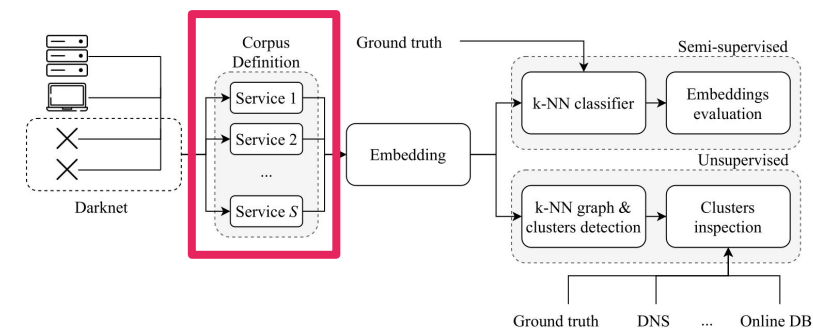 Corpus
Definition
Service 1
Service 2
...
Service S
Darknet
Ground truth
Embedding
Semi-supervised
k-NN classifier
Embeddings
evaluation
Unsupervised
k-NN graph &
clusters detection
Clusters
inspection
Ground truth
DNS
...
Online DB